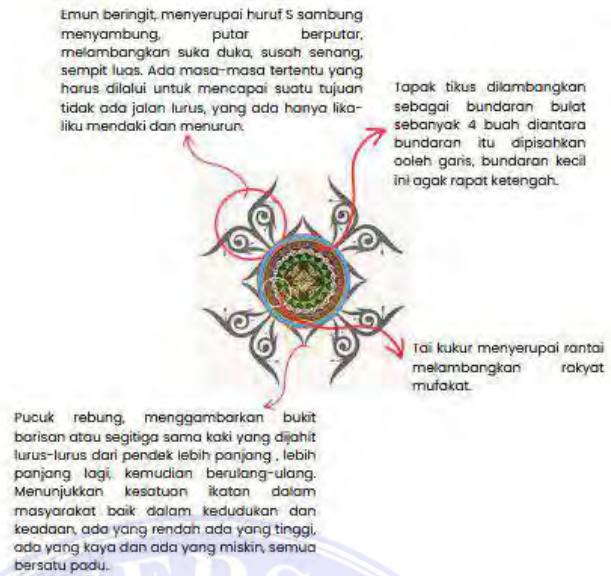 Emun beringit, menyerupai huruf S sambung
menyambung, putar berputar,
melambangkan suka duka, susah senang,
sempit luas. Ada masa-masa tertentu yang
harus dilalui untuk mencapai suatu tujuan
tidak ada jalan lurus, yang ada hanya lika-
liku mendaki dan menurun.
Tapak tikus dilambangkan
sebagai bundaran bulat
sebanyak 4 buah diantara
bundaran itu dipisahkan
ooleh garis, bundaran kecil
ini agak rapat ketengah.
Tai kukur menyerupai rantai
melambangkan rakyat
mufakat.
Pucuk rebung, menggambarkan bukit
barisan atau segitiga sama kaki yang dijahit
lurus-lurus dari pendek lebih panjang , lebih
panjang lagi, kemudian berulang-ulang.
Menunjukkan kesatuan ikatan dalam
masyarakat baik dalam kedudukan dan
keadaan, ada yang rendah ada yang tinggi,
ada yang kaya dan ada yang miskin, semua
bersatu padu.